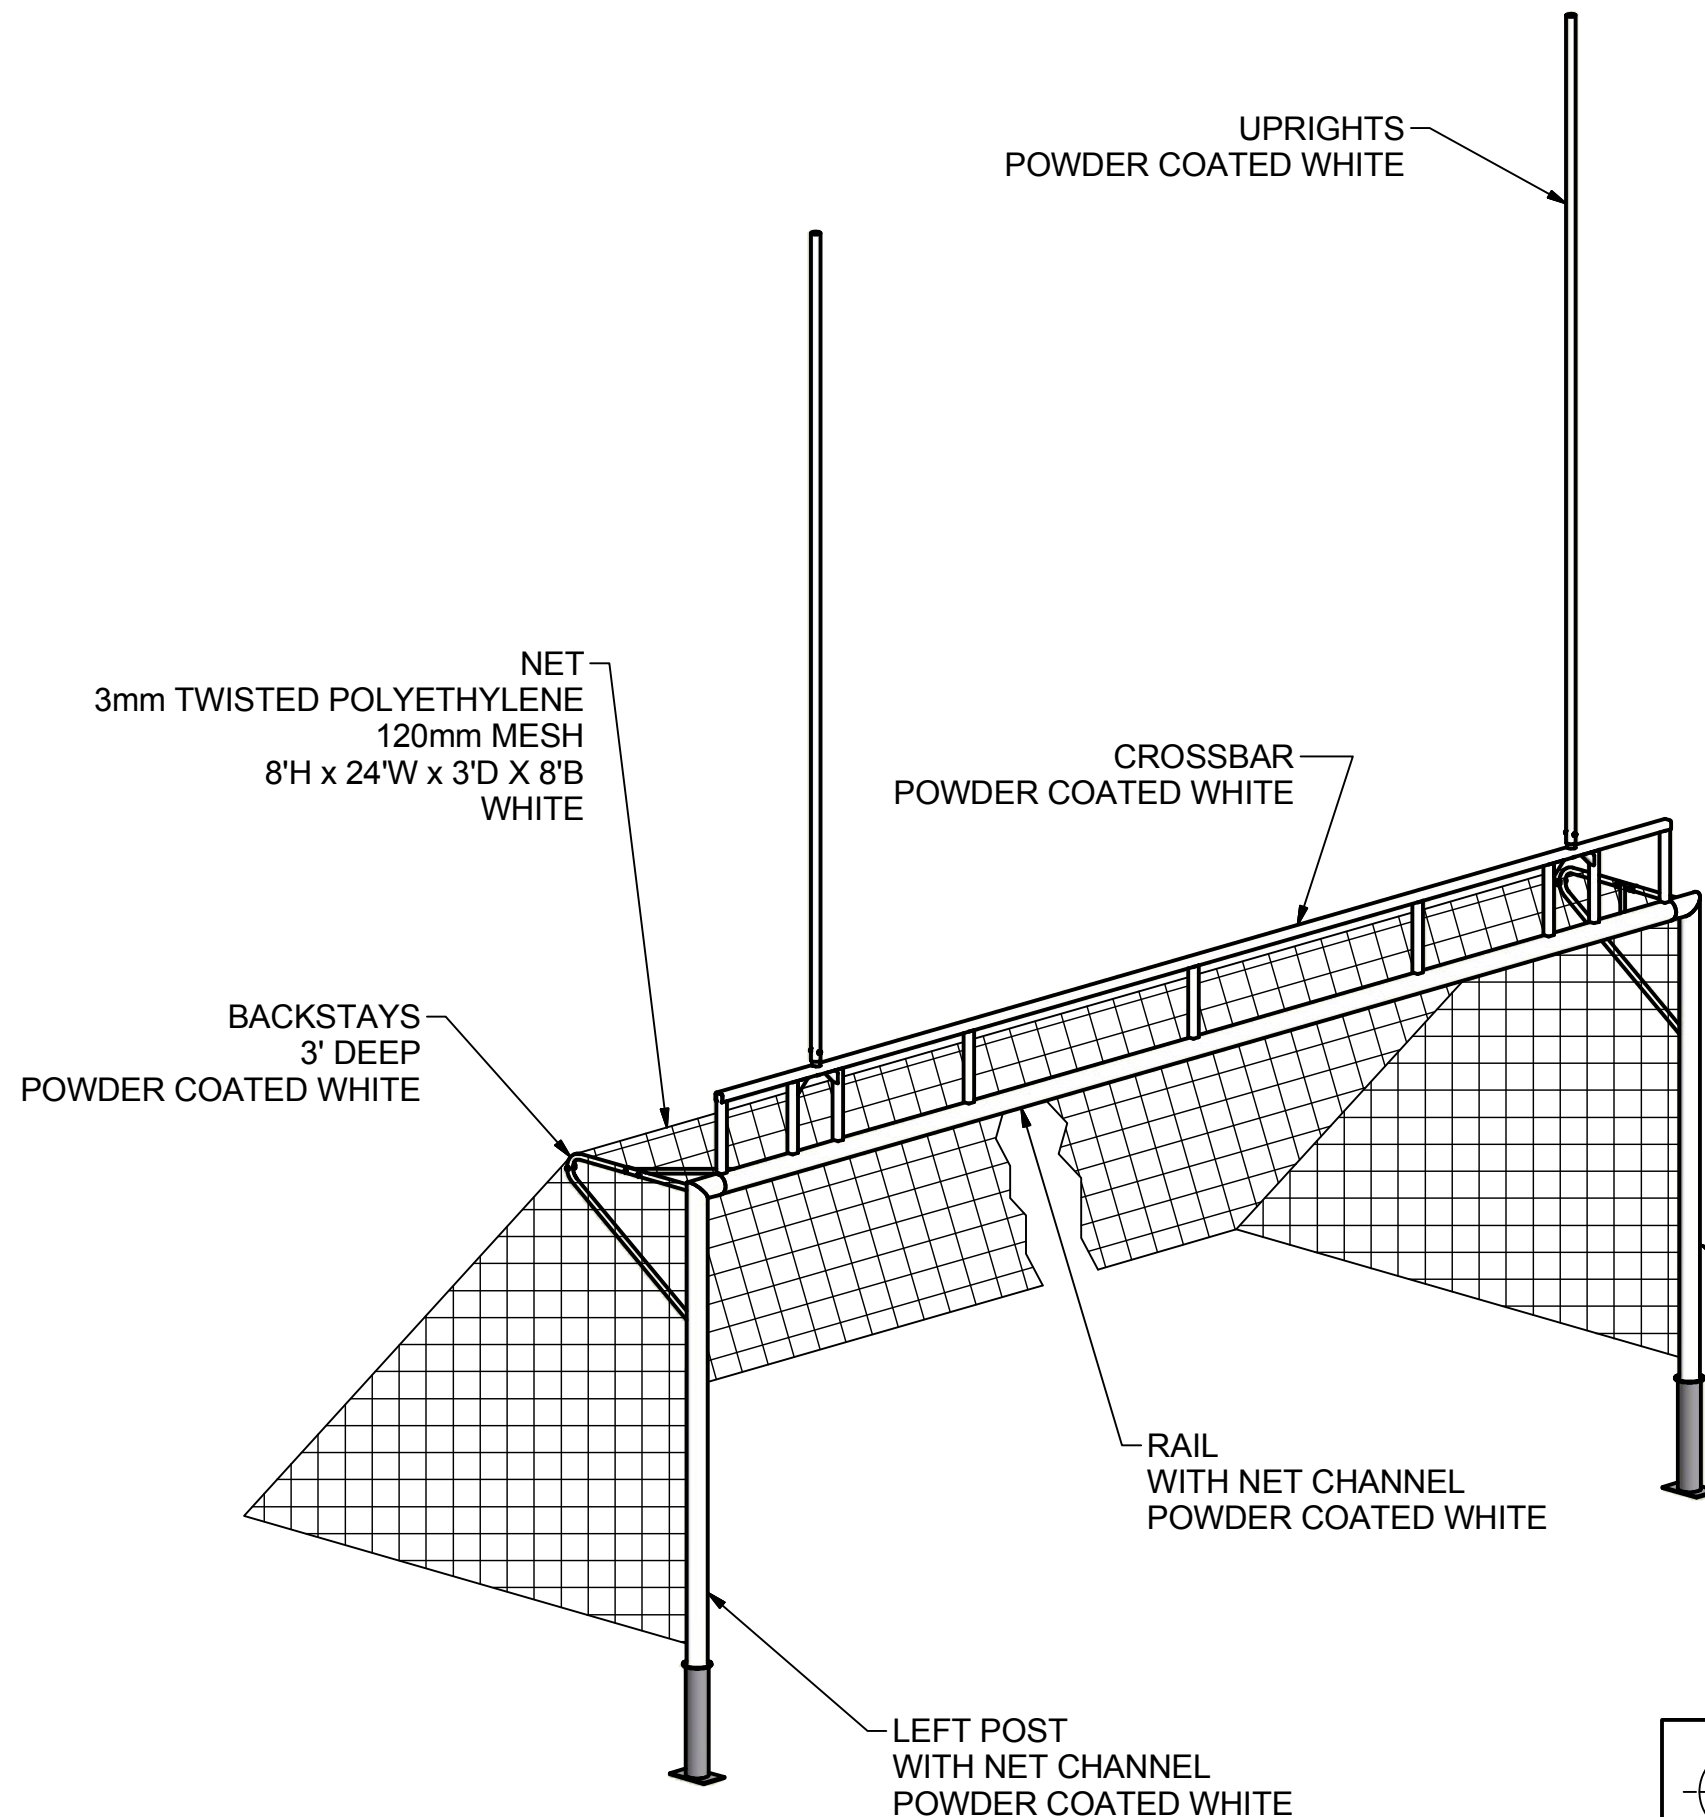 UPRIGHTS
POWDER COATED WHITE
NET
3mm TWISTED POLYETHYLENE
120mm MESH
8'H x 24'W x 3'D X 8'B
WHITE
CROSSBAR
POWDER COATED WHITE
BACKSTAYS
3' DEEP
POWDER COATED WHITE
RAIL
WITH NET CHANNEL
POWDER COATED WHITE
LEFT POST
WITH NET CHANNEL
POWDER COATED WHITE